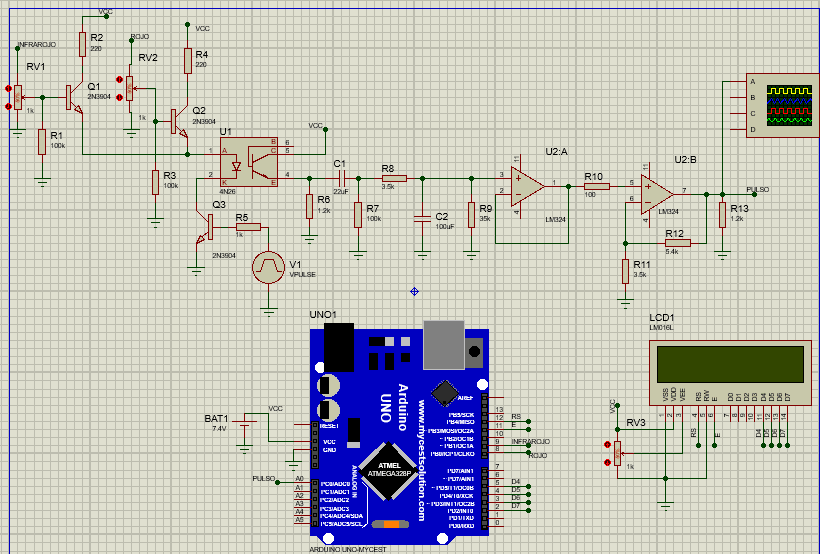 VCC
INFRAROJO
R2
220
ROJO
VCC
R4
220
RV1
RV2
Q1
2N3904
1k
1k
Q2
2N3904
R1
100k
R3
100k
U1
A
K
B
C
E
1
2
6
5
4
4N26
VCC
C1
22uF
R6
1.2k
R7
100k
R8
3.5k
C2
100uF
R9
35k
U2:A
3
2
1
11
4
LM324
R10
100
U2:B
5
6
7
11
4
LM324
PULSO
R13
1.2k
R12
5.4k
R11
3.5k
A
B
C
D
Q3
2N3904
R5
1k
V1
VPULSE
UNO1
Arduino
UNO
www.mycestsolution.com
ATMEL
ATMEGA328P
ANALOG IN
RESET
VCC
GND
BAT1
7.4V
VCC
PULSO
A0
A1
A2
A3
A4
A5
PC0/ADC0
PC1/ADC1
PC2/ADC2
PC3/ADC3
PC4/ADC4/SDA
PC5/ADC5/SCL
AREF
PB5/SCK
PB4/MISO
~ PB3/MOSI/OC2A
~ PB2/OC1B
~ PB1/OC1A
PB0/ICP1/CLKO
PD7/AIN1
~ PD5/T1/OC0B
PD4/T0/XCK
~ PD3/INT1/OC2B
PD2/INT0
PD1/TXD
PD0/RXD
13
12
11
10
9
8
7
6
5
4
3
2
1
0
RS
E
INFRAROJO
ROJO
D4
D5
D6
D7
ARDUINO UNO-MYCEST
LCD1
LM016L
VSS
VDD
VEE
RS
RW
E
D0
D1
D2
D3
D4
D5
D6
D7
1
2
3
4
5
6
7
8
9
10
11
12
13
14
VCC
RV3
1k
RS
E
D4
D5
D6
D7